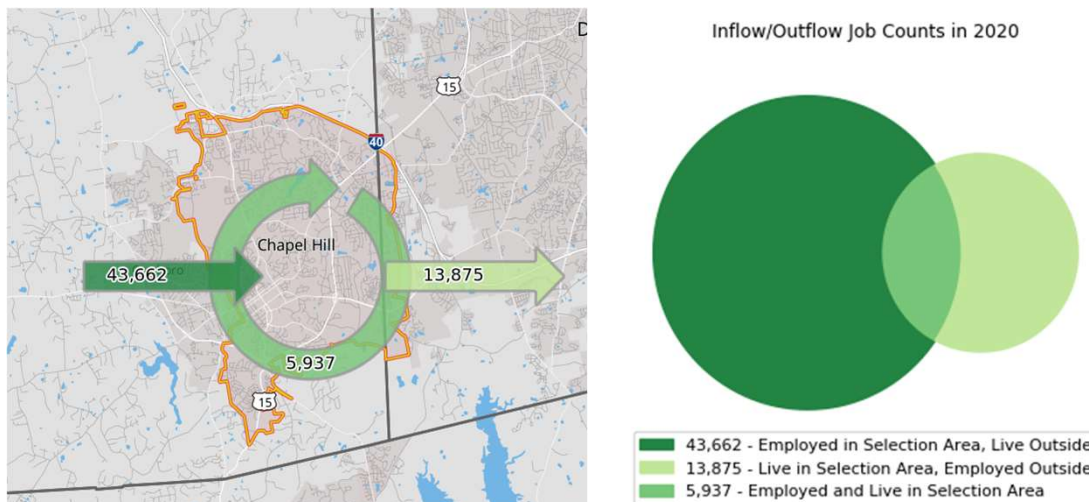 D
15
40
Chapel Hill
43,662
13,875
5,937
15
Inflow/Outflow Job Counts in 2020
43,662 - Employed in Selection Area, Live Outside
13,875 - Live in Selection Area, Employed Outside
5,937 - Employed and Live in Selection Area